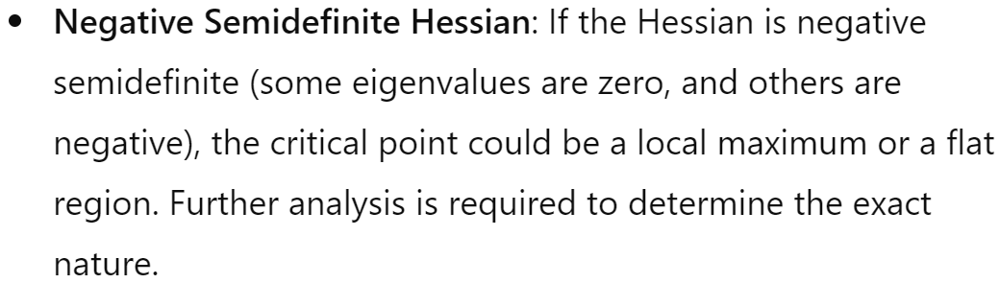 • Negative Semidefinite Hessian: If the Hessian is negative
semidefinite (some eigenvalues are zero, and others are
negative), the critical point could be a local maximum or a flat
region. Further analysis is required to determine the exact
nature.